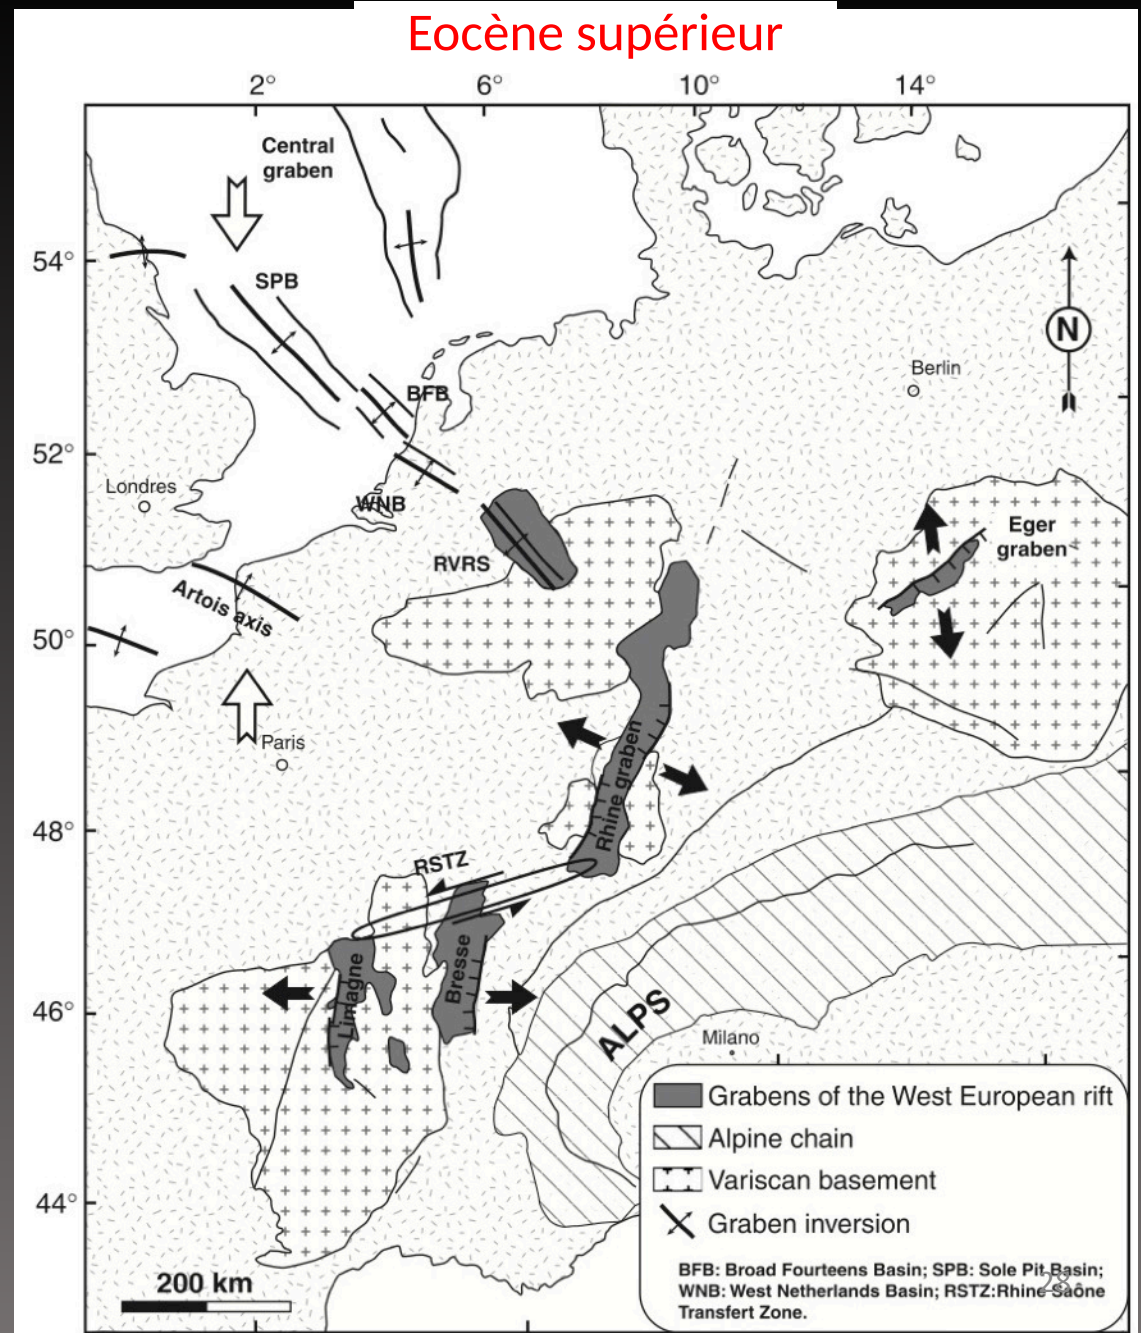 Eocène supérieur
2° 6° 10° 14°
Central
graben
54°
SPB
N
Berlin
BFB
52°
Londres
WNB
Eger
graben
RVRS
Artois axis
50°
Paris
Rhine graben
48°
RSTZ
Bresse
Limagne
46°
ALPS
Milano
Grabens of the West European rift
Alpine chain
Variscan basement
44°
Graben inversion
200 km
BFB: Broad Fourteens Basin; SPB: Sole Pit Basin;
28
WNB: West Netherlands Basin; RSTZ:Rhine Saône
Transfert Zone.